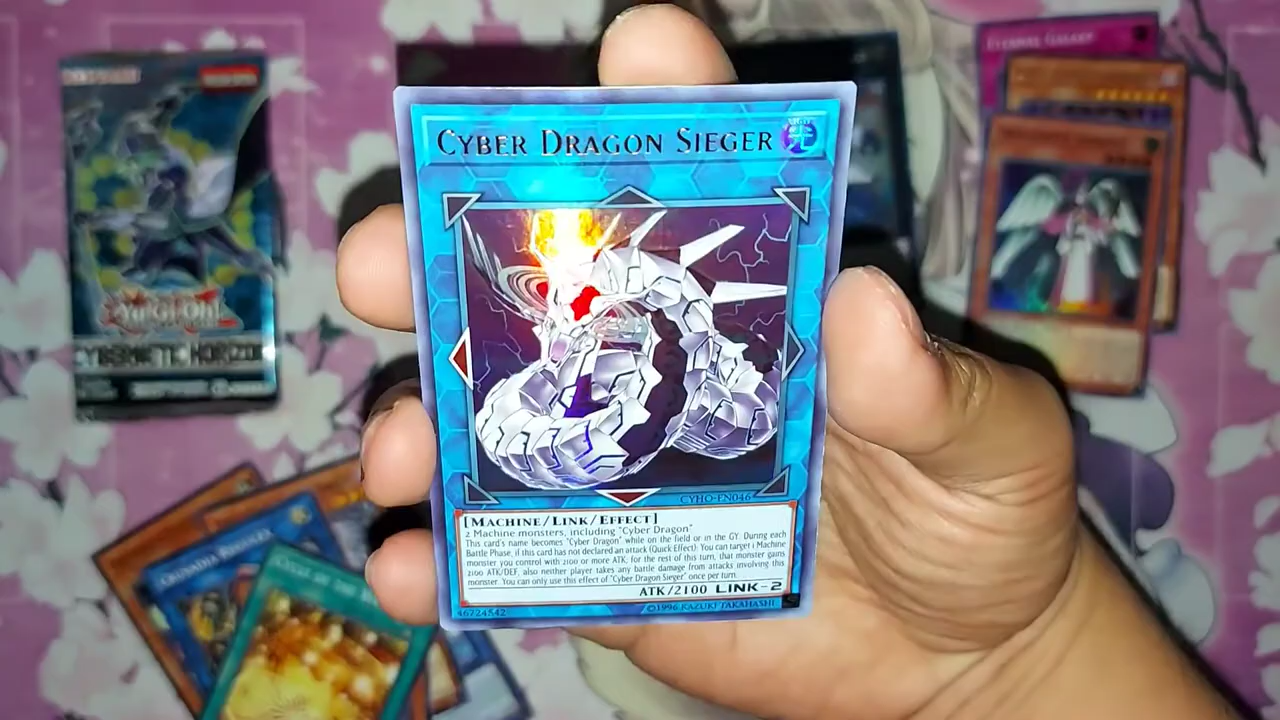 CYBER DRAGON SIEGER
CYHO-EN046
[MACHINE/LINK/EFFECT]
2 Machine monsters, including "Cyber Dragon"
This card's name becomes "Cyber Dragon" while on the field or in the GY. During each
Battle Phase, if this card has not declared an attack (Quick Effect): You can target 1 Machine
monster you control with 2100 or more ATK; for the rest of this turn, that monster gains
2100 ATK/DEF, also neither player takes any battle damage from attacks involving this
monster. You can only use this effect of "Cyber Dragon Sieger" once per turn.
ATK/2100 LINK-2
46724542
©1996 KAZUKI TAKAHASHI
ETERNAL GALAXY
Yu-Gi-Oh!
CYBERNETIC HORIZON